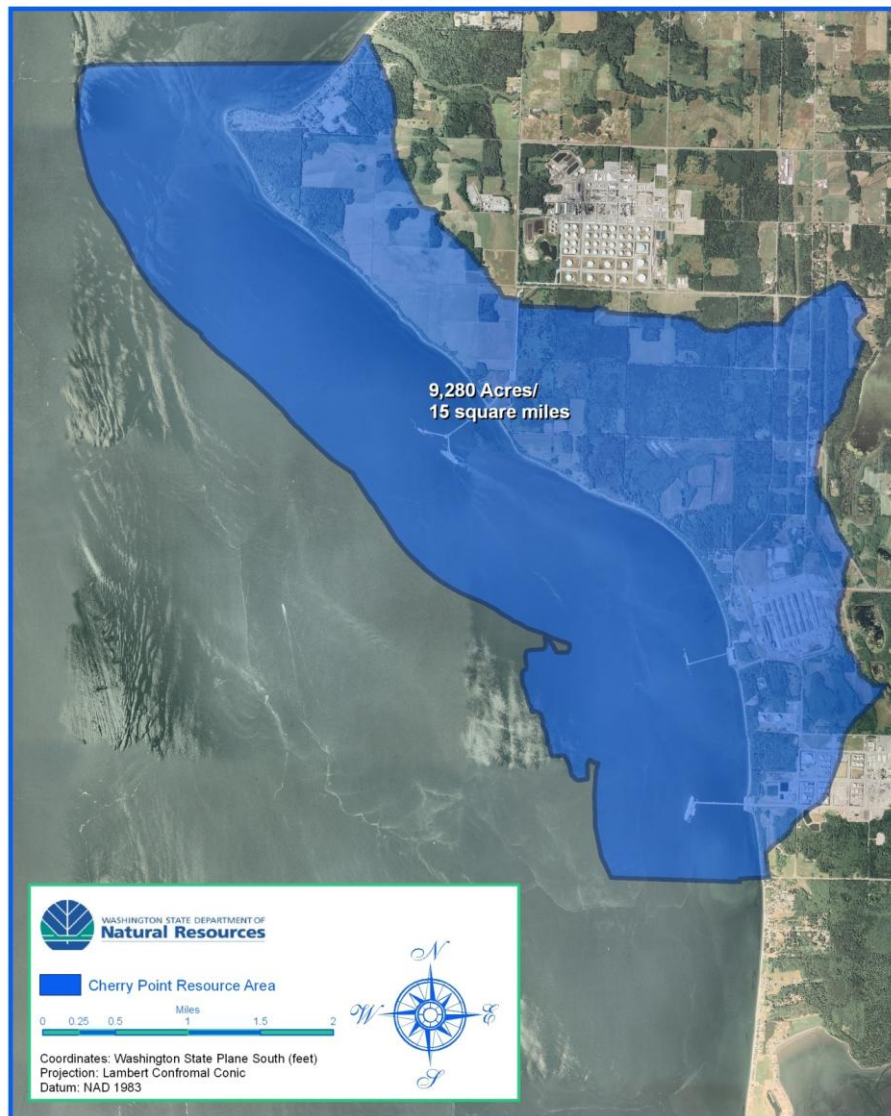 9,280 Acres/
15 square miles
WASHINGTON STATE DEPARTMENT OF
Natural Resources
Cherry Point Resource Area
Miles
0 0.25 0.5 1 1.5 2
N
W E
S
Coordinates: Washington State Plane South (feet)
Projection: Lambert Confromal Conic
Datum: NAD 1983